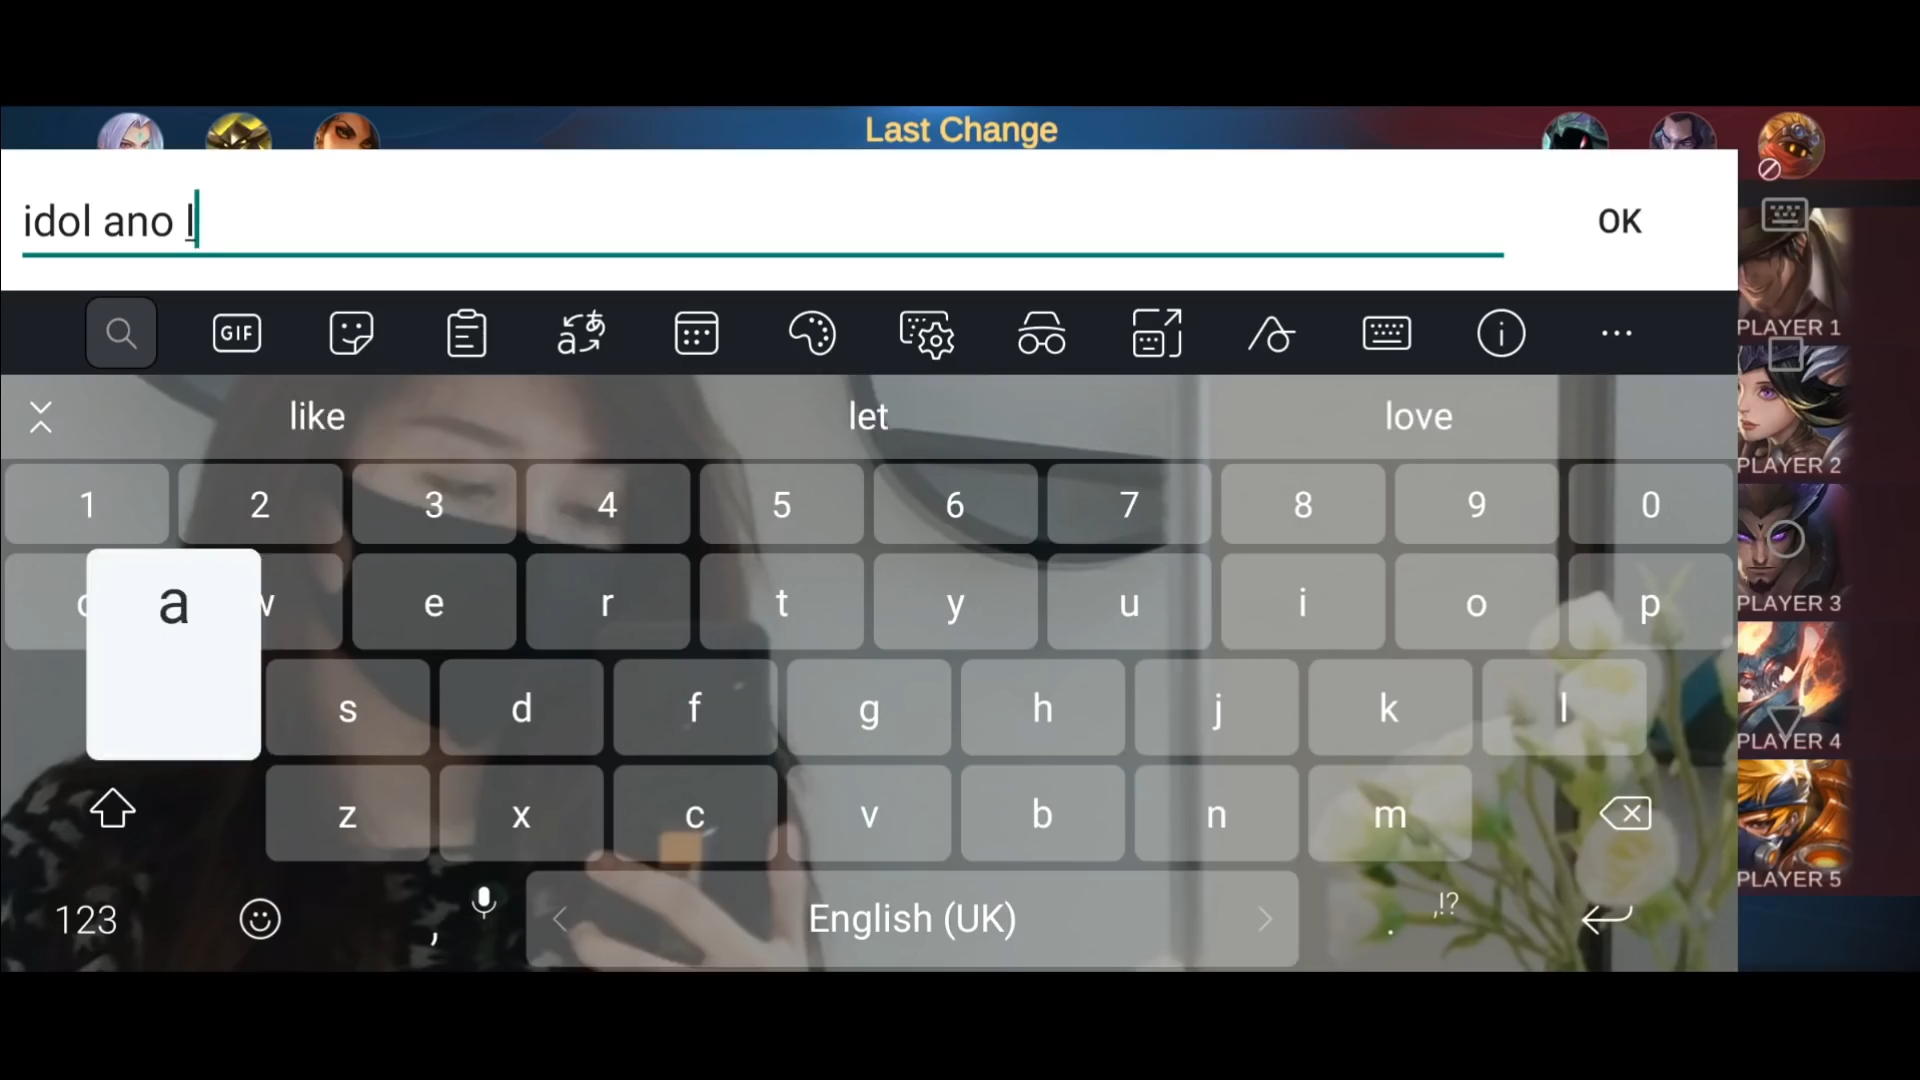 Last Change
idol ano l
OK
GIF
PLAYER 1
like let love
1 2 3 4 5 6 7 8 9 0
PLAYER 2
a e r t y u i o p
PLAYER 3
s d f g h j k l
PLAYER 4
z x c v b n m
PLAYER 5
123 , English (UK) . ,!?